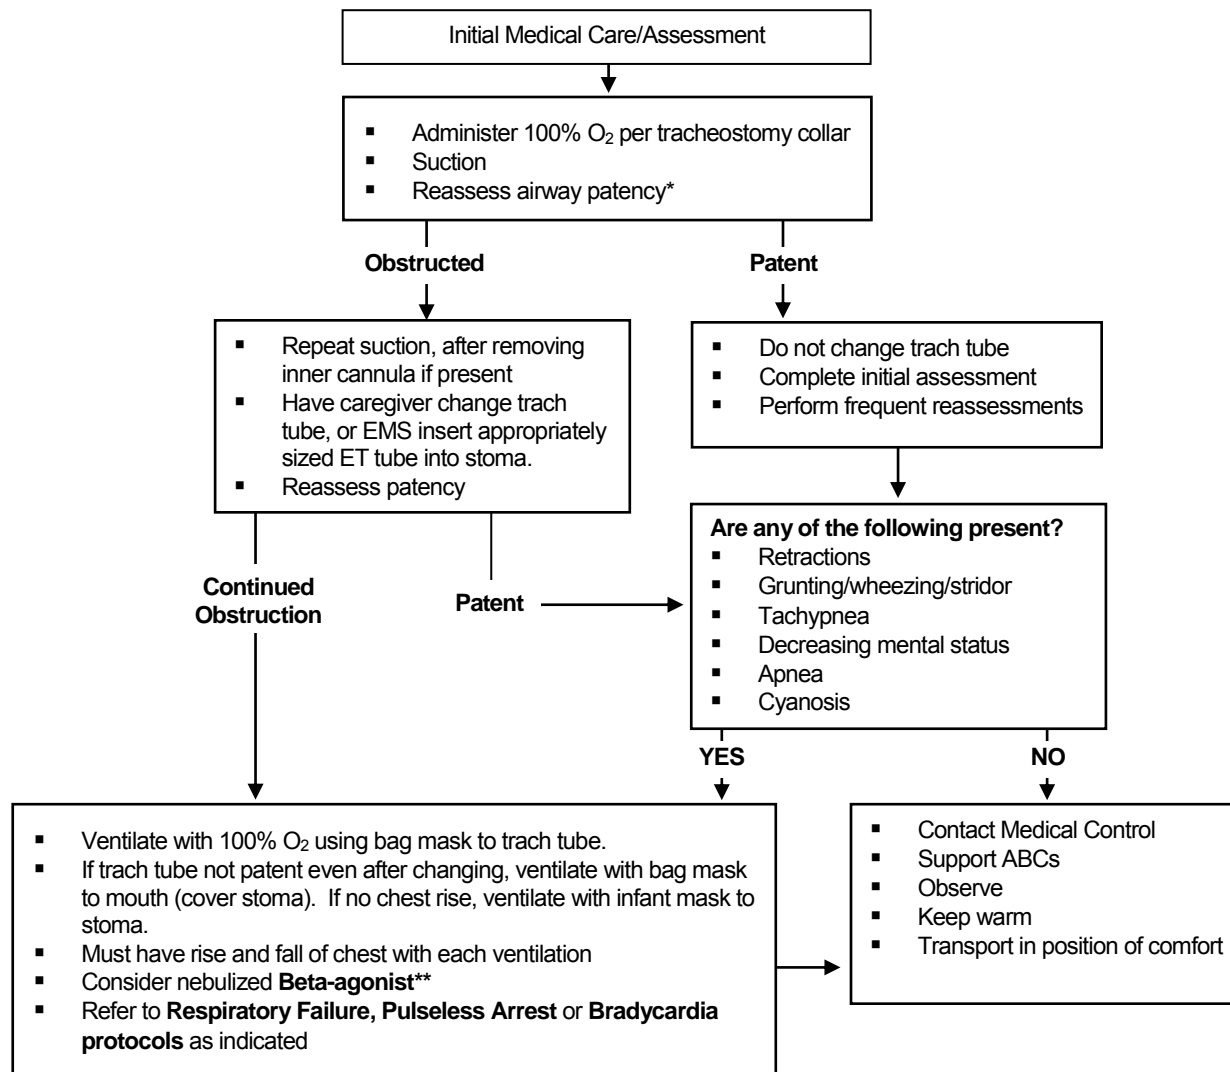 Initial Medical Care/Assessment
▪ Administer 100% O₂ per tracheostomy collar
▪ Suction
▪ Reassess airway patency*
Obstructed
Patent
▪ Repeat suction, after removing
inner cannula if present
▪ Have caregiver change trach
tube, or EMS insert appropriately
sized ET tube into stoma.
▪ Reassess patency
▪ Do not change trach tube
▪ Complete initial assessment
▪ Perform frequent reassessments
Continued
Obstruction
Patent
Are any of the following present?
▪ Retractions
▪ Grunting/wheezing/stridor
▪ Tachypnea
▪ Decreasing mental status
▪ Apnea
▪ Cyanosis
YES
NO
▪ Ventilate with 100% O₂ using bag mask to trach tube.
▪ If trach tube not patent even after changing, ventilate with bag mask
to mouth (cover stoma). If no chest rise, ventilate with infant mask to
stoma.
▪ Must have rise and fall of chest with each ventilation
▪ Consider nebulized Beta-agonist**
▪ Refer to Respiratory Failure, Pulseless Arrest or Bradycardia
protocols as indicated
▪ Contact Medical Control
▪ Support ABCs
▪ Observe
▪ Keep warm
▪ Transport in position of comfort